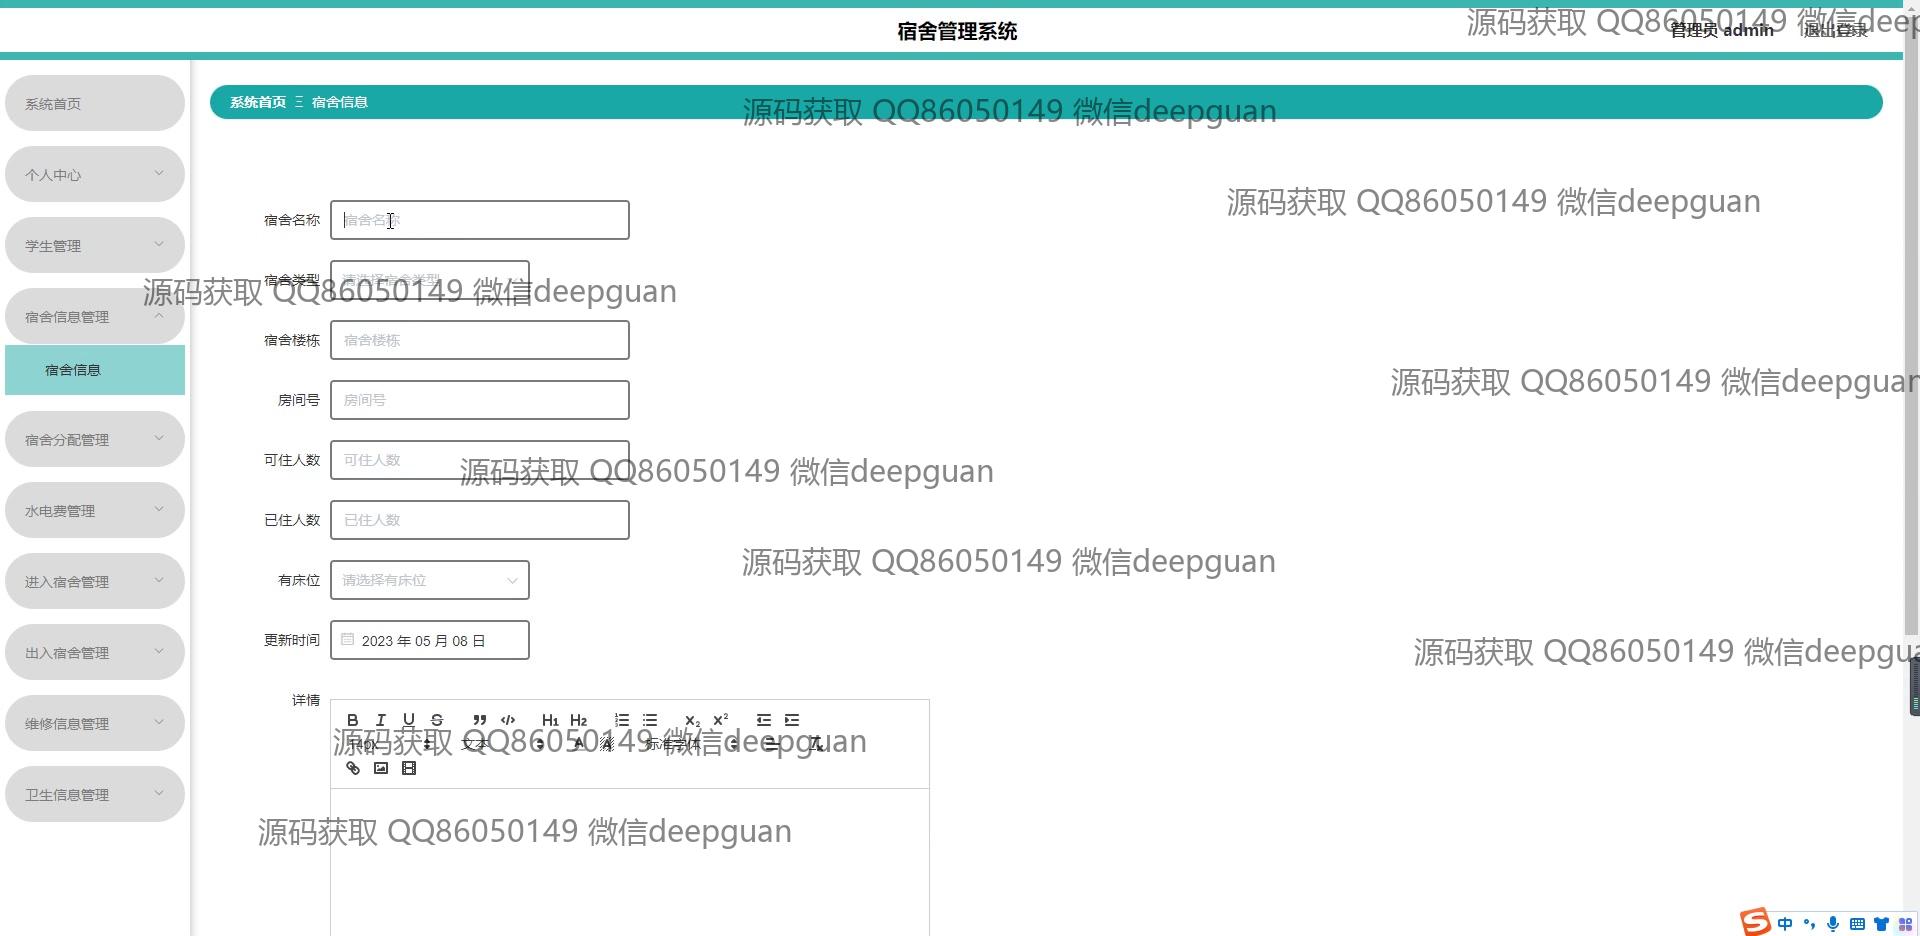 宿舍管理系统
管理员 admin
退出登录
源码获取 QQ86050149 微信deep
系统首页
个人中心
学生管理
宿舍信息管理
宿舍信息
宿舍分配管理
水电费管理
进入宿舍管理
出入宿舍管理
维修信息管理
卫生信息管理
系统首页 Ξ 宿舍信息
源码获取 QQ86050149 微信deepguan
源码获取 QQ86050149 微信deepguan
宿舍名称 宿舍名称
宿舍类型 请选择宿舍类型
源码获取 QQ86050149 微信deepguan
宿舍楼栋 宿舍楼栋
源码获取 QQ86050149 微信deepguan
房间号 房间号
可住人数 可住人数
源码获取 QQ86050149 微信deepguan
已住人数 已住人数
源码获取 QQ86050149 微信deepguan
有床位 请选择有床位
更新时间 2023 年 05 月 08 日
源码获取 QQ86050149 微信deepgua
详情
B I U S H1 H2 X2 X2
14px 文本 A 标准字体
源码获取 QQ86050149 微信deepguan
源码获取 QQ86050149 微信deepguan
中